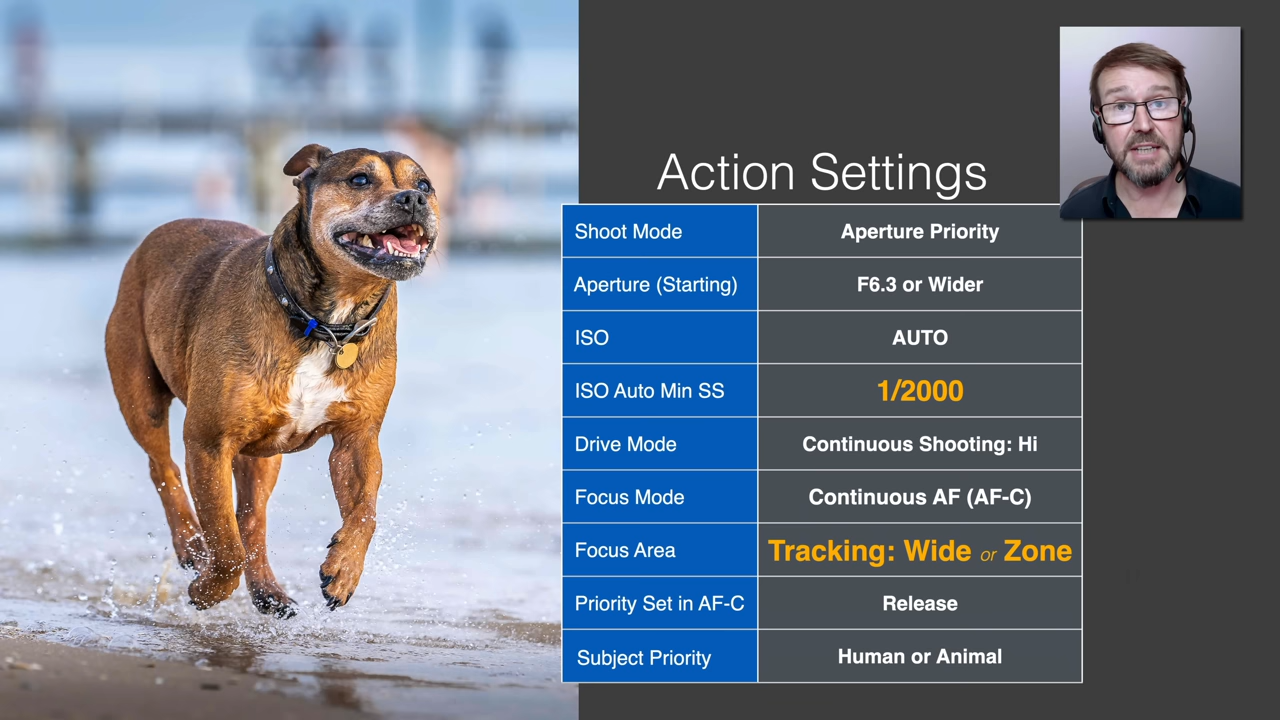 Action Settings
Shoot Mode Aperture Priority
Aperture (Starting) F6.3 or Wider
ISO AUTO
ISO Auto Min SS 1/2000
Drive Mode Continuous Shooting: Hi
Focus Mode Continuous AF (AF-C)
Focus Area Tracking: Wide or Zone
Priority Set in AF-C Release
Subject Priority Human or Animal